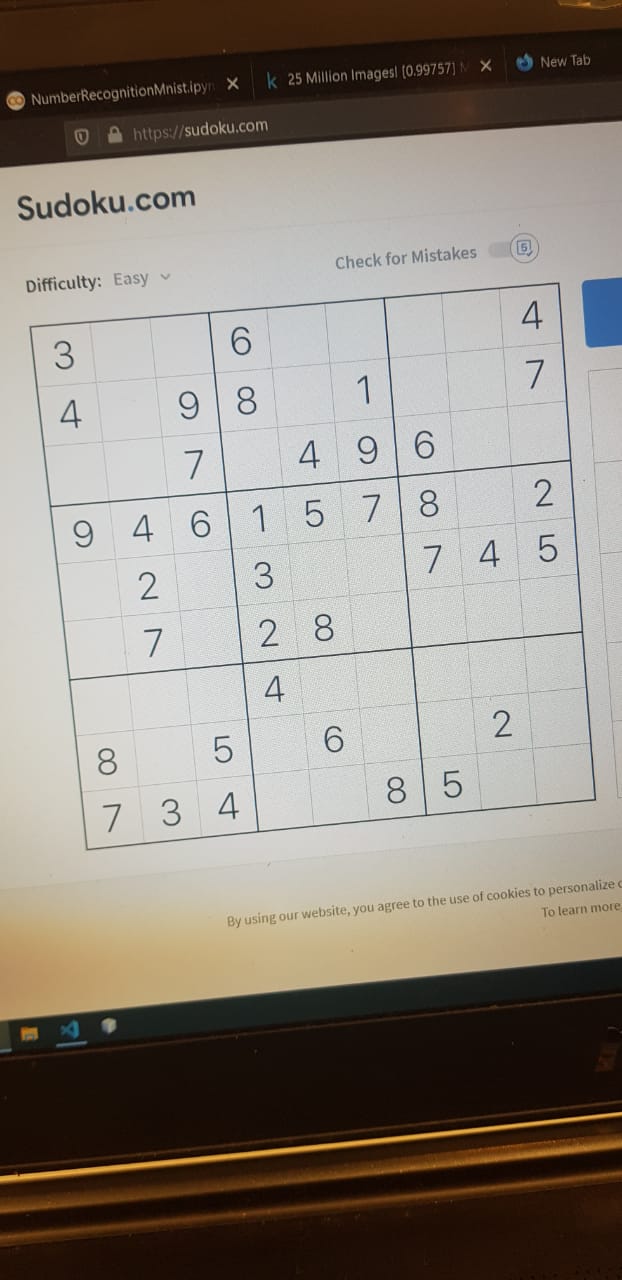 NumberRecognitionMnist.ipyn
k 25 Million Images! [0.99757]
New Tab
https://sudoku.com
Sudoku.com
Difficulty: Easy
Check for Mistakes
3 6 4
4 9 8 1 7
7 4 9 6
9 4 6 1 5 7 8 2
2 3 7 4 5
7 2 8
4
8 5 6 2
7 3 4 8 5
By using our website, you agree to the use of cookies to personalize
To learn more